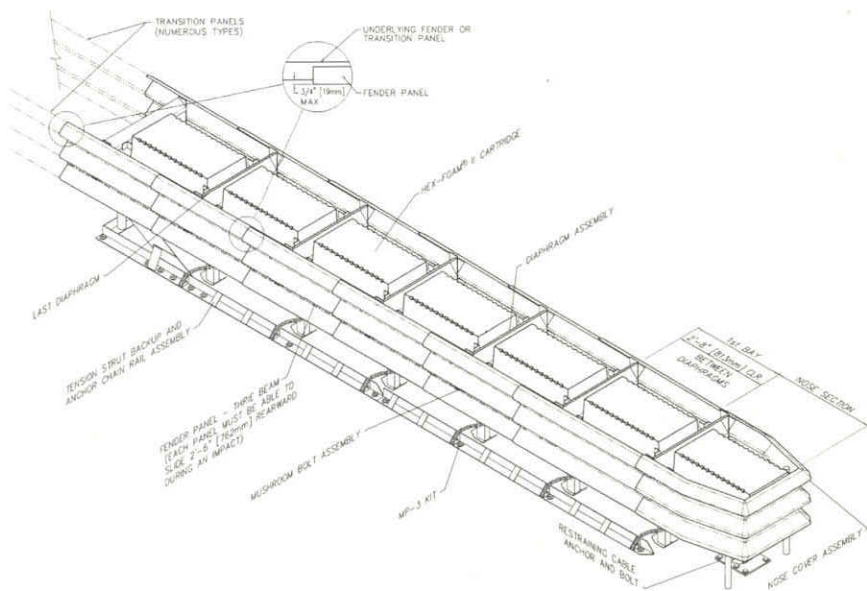 TRANSITION PANELS
(NUMEROUS TYPES)
UNDERLYING FENDER OR
TRANSITION PANEL
3/4" [19mm]
MAX
FENDER PANEL
HEX-FOAM® II CARTRIDGE
DIAPHRAGM ASSEMBLY
1st BAY
2'-8" [813mm] CLR
BETWEEN
DIAPHRAGMS
NOSE SECTION
LAST DIAPHRAGM
TENSION STRUT BACKUP AND
ANCHOR CHAIN RAIL ASSEMBLY
FENDER PANEL - THRIE BEAM
(EACH PANEL MUST BE ABLE TO
SLIDE 2'-6" [762mm] REARWARD
DURING AN IMPACT)
MUSHROOM BOLT ASSEMBLY
MP-3 KIT
RESTRAINING CABLE
ANCHOR AND BOLT
NOSE COVER ASSEMBLY